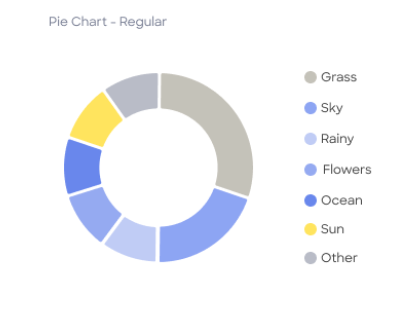 Pie Chart - Regular
Grass
Sky
Rainy
Flowers
Ocean
Sun
Other